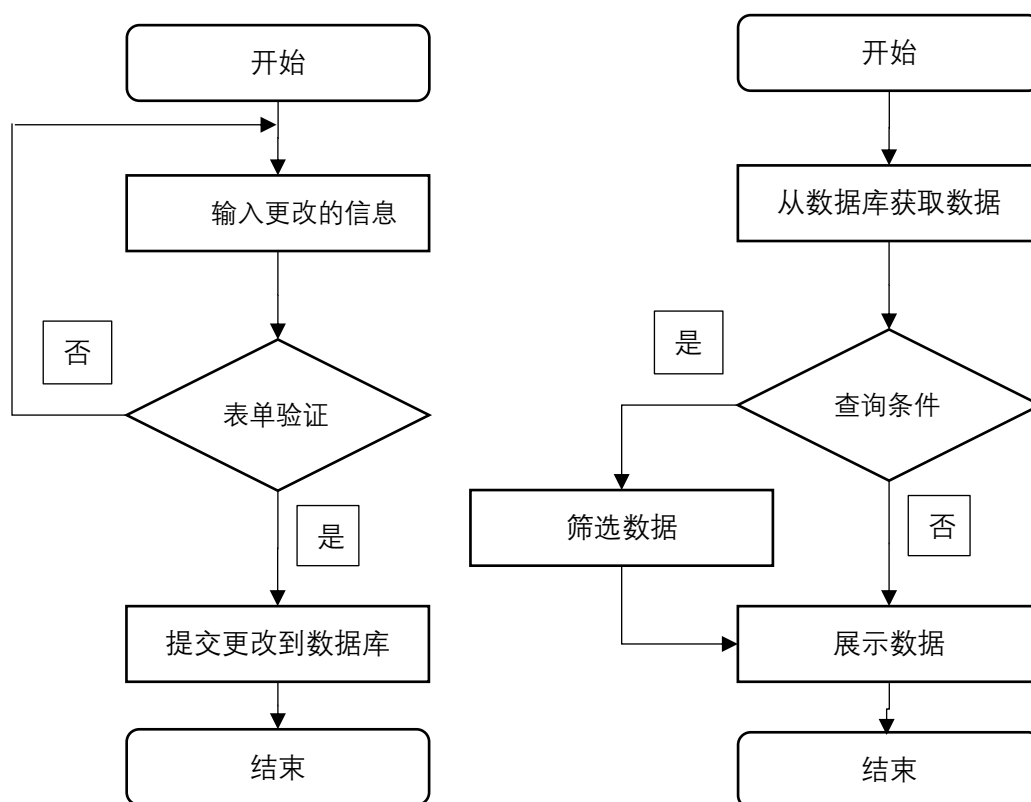 开始
输入更改的信息
否
表单验证
是
提交更改到数据库
结束
开始
从数据库获取数据
是
查询条件
筛选数据
否
展示数据
结束